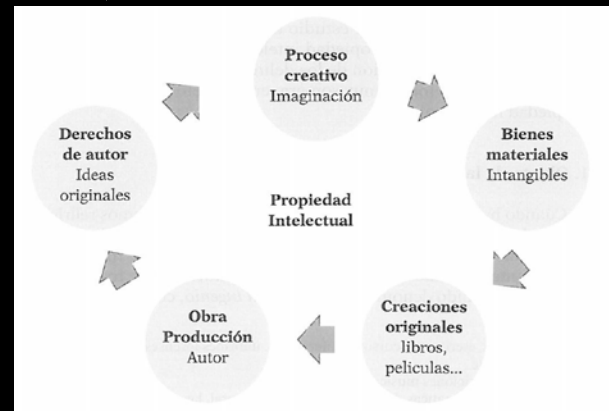 Proceso
creativo
Imaginación
Bienes
materiales
Intangibles
Creaciones
originales
libros,
peliculas...
Obra
Producción
Autor
Derechos
de autor
Ideas
originales
Propiedad
Intelectual